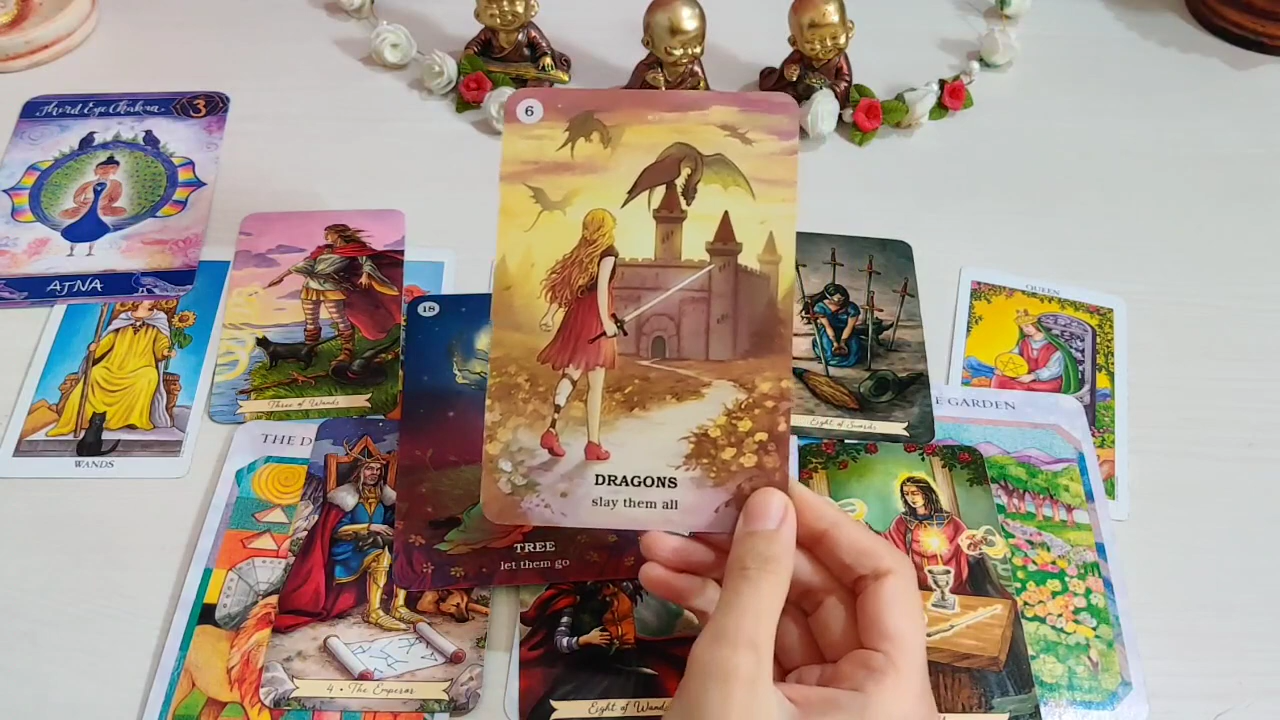 Third Eye Chakra
3
AJNA
WANDS
Three of Wands
18
6
DRAGONS
slay them all
TREE
let them go
Eight of Swords
QUEEN
E GARDEN
THE D
4 • The Emperor
Eight of Wands